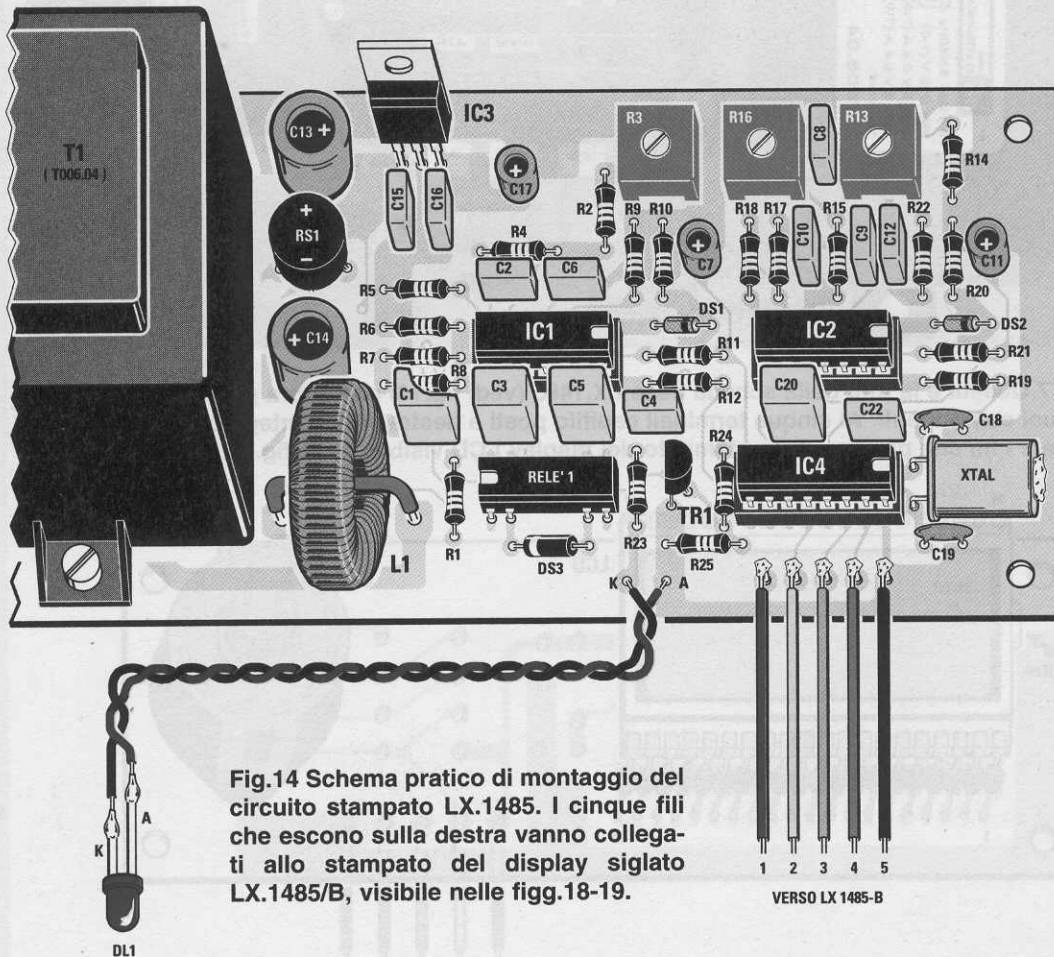 T1
( T006.04 )
C13 +
+
RS1
–
+ C14
IC3
C15
C16
C17
+
R2
R3
R16
C8
R13
R14
R9
R10
R18
R17
R15
R22
R4
C2
C6
C7
+
C10
C9
C12
C11
+
R20
R5
R6
R7
R8
IC1
DS1
R11
R12
IC2
DS2
R21
R19
C1
C3
C5
C4
C20
C22
C18
L1
R1
RELE' 1
R23
R24
TR1
IC4
XTAL
DS3
R25
C19
K
A
A
K
DL1
Fig.14 Schema pratico di montaggio del
circuito stampato LX.1485. I cinque fili
che escono sulla destra vanno collega-
ti allo stampato del display siglato
LX.1485/B, visibile nelle figg.18-19.
1 2 3 4 5
VERSO LX 1485-B